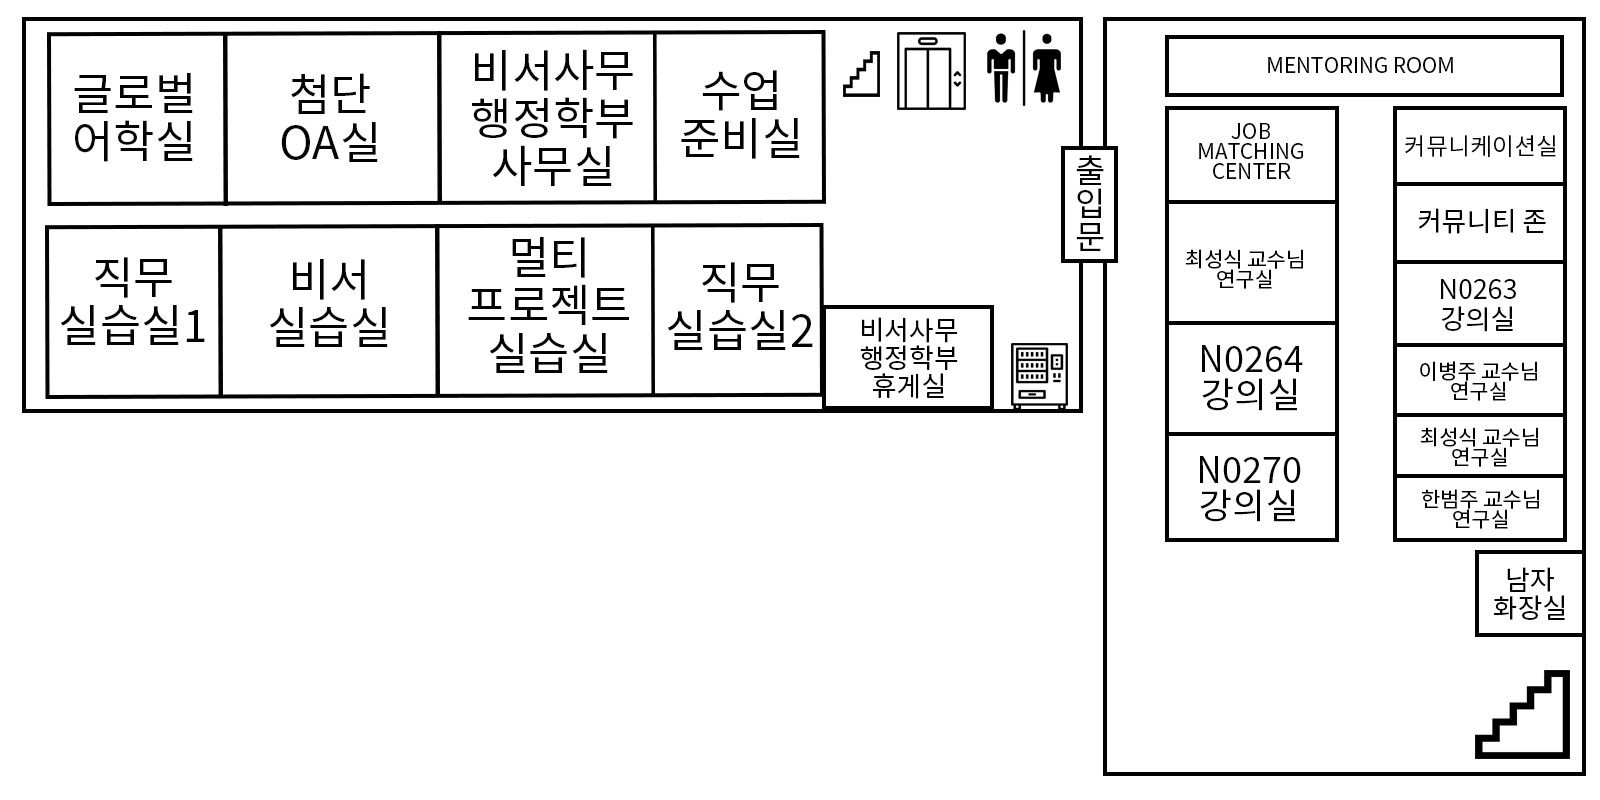 글로벌
어학실
첨단
OA실
비서사무
행정학부
사무실
수업
준비실
직무
실습실1
비서
실습실
멀티
프로젝트
실습실
직무
실습실2
비서사무
행정학부
휴게실
출
입
문
MENTORING ROOM
JOB
MATCHING
CENTER
최성식 교수님
연구실
N0264
강의실
N0270
강의실
커뮤니케이션실
커뮤니티 존
N0263
강의실
이병주 교수님
연구실
최성식 교수님
연구실
한범주 교수님
연구실
남자
화장실